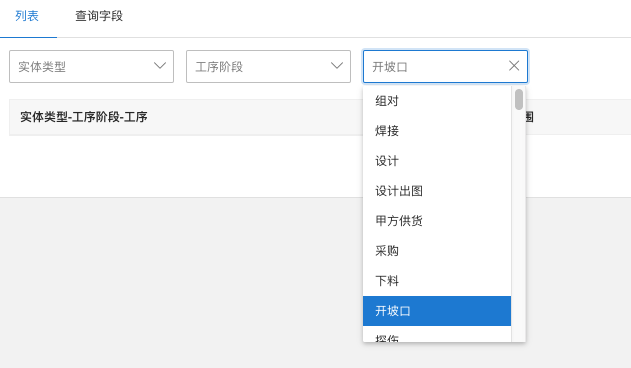 列表 查询字段
实体类型 工序阶段 开坡口
实体类型-工序阶段-工序
组对
焊接
设计
设计出图
甲方供货
采购
下料
开坡口
探伤